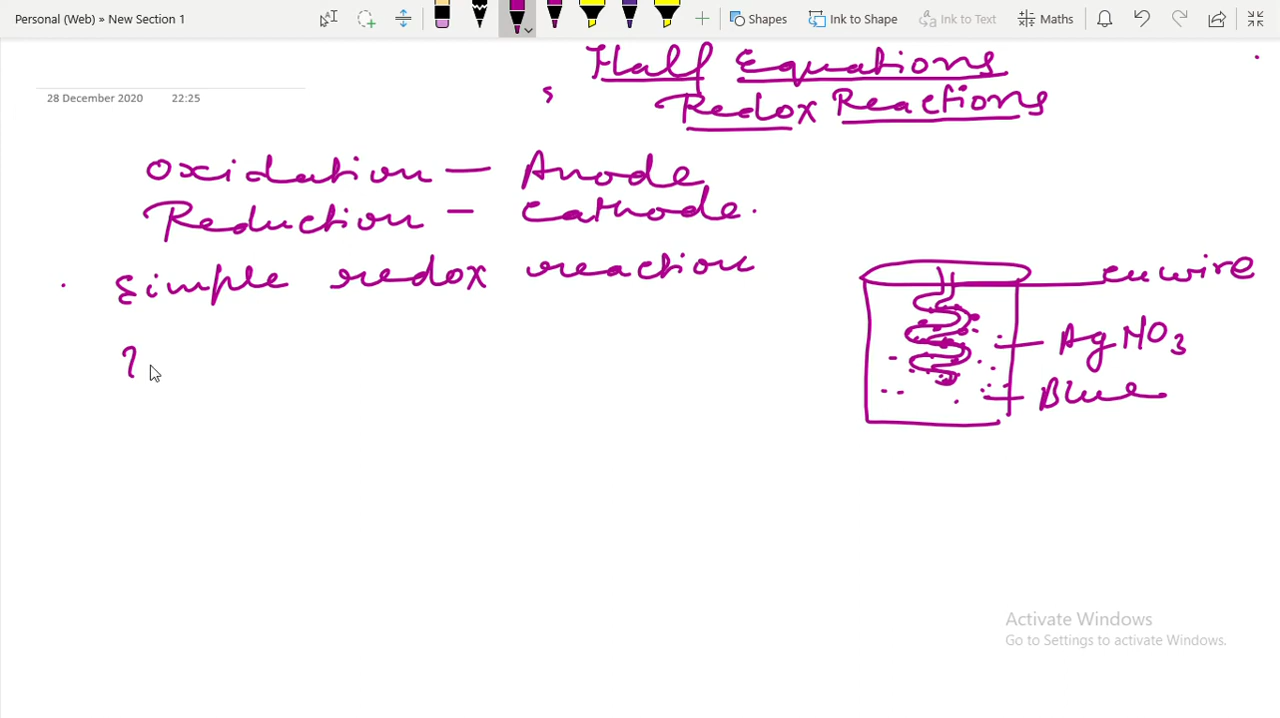 Personal (Web) » New Section 1
Shapes
Ink to Shape
Ink to Text
Maths
Half Equations
Redox Reactions
28 December 2020 22:25
s
Oxidation — Anode
Reduction — Cathode.
Simple redox reaction
cu wire
AgNO3
Blue
2
Activate Windows
Go to Settings to activate Windows.